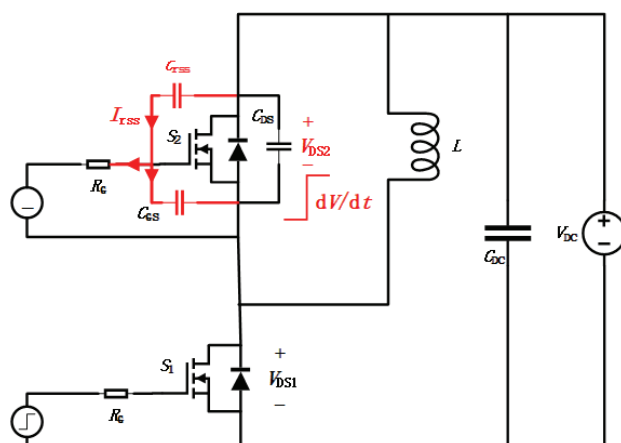 Crss
Irss
S2
CDS
+
VDS2
−
dV/dt
RG
CGS
L
CDC
VDC
S1
+
VDS1
−
RG